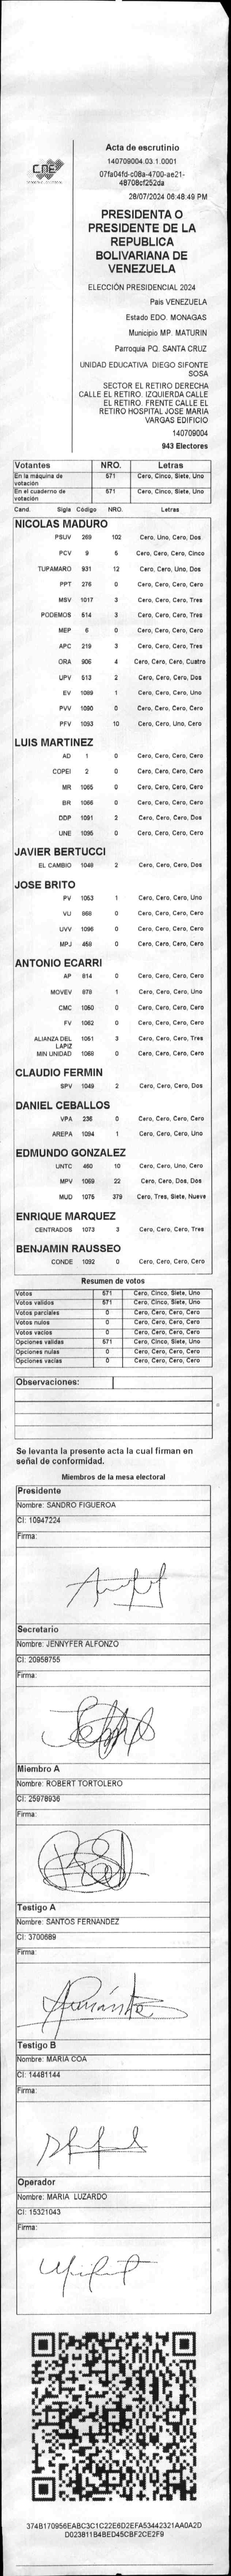 CNE
Acta de escrutinio
140709004.03.1.0001
07fa04fd-c08a-4700-ae21-
48708cf252da
28/07/2024 06:48:49 PM
PRESIDENTA O
PRESIDENTE DE LA
REPUBLICA
BOLIVARIANA DE
VENEZUELA
ELECCIÓN PRESIDENCIAL 2024
Pais VENEZUELA
Estado EDO. MONAGAS
Municipio MP. MATURIN
Parroquia PQ. SANTA CRUZ
UNIDAD EDUCATIVA DIEGO SIFONTE
SOSA
SECTOR EL RETIRO DERECHA
CALLE EL RETIRO. IZQUIERDA CALLE
EL RETIRO. FRENTE CALLE EL
RETIRO HOSPITAL JOSE MARIA
VARGAS EDIFICIO
140709004
943 Electores
Votantes NRO. Letras
En la máquina de votación 571 Cero, Cinco, Siete, Uno
En el cuaderno de votación 571 Cero, Cinco, Siete, Uno
Cand. Sigla Código NRO. Letras
NICOLAS MADURO
PSUV 269 102 Cero, Uno, Cero, Dos
PCV 9 5 Cero, Cero, Cero, Cinco
TUPAMARO 931 12 Cero, Cero, Uno, Dos
PPT 276 0 Cero, Cero, Cero, Cero
MSV 1017 3 Cero, Cero, Cero, Tres
PODEMOS 514 3 Cero, Cero, Cero, Tres
MEP 6 0 Cero, Cero, Cero, Cero
APC 219 3 Cero, Cero, Cero, Tres
ORA 906 4 Cero, Cero, Cero, Cuatro
UPV 513 2 Cero, Cero, Cero, Dos
EV 1089 1 Cero, Cero, Cero, Uno
PVV 1090 0 Cero, Cero, Cero, Cero
PFV 1093 10 Cero, Cero, Uno, Cero
LUIS MARTINEZ
AD 1 0 Cero, Cero, Cero, Cero
COPEI 2 0 Cero, Cero, Cero, Cero
MR 1065 0 Cero, Cero, Cero, Cero
BR 1066 0 Cero, Cero, Cero, Cero
DDP 1091 2 Cero, Cero, Cero, Dos
UNE 1095 0 Cero, Cero, Cero, Cero
JAVIER BERTUCCI
EL CAMBIO 1048 2 Cero, Cero, Cero, Dos
JOSE BRITO
PV 1053 1 Cero, Cero, Cero, Uno
VU 868 0 Cero, Cero, Cero, Cero
UVV 1096 0 Cero, Cero, Cero, Cero
MPJ 458 0 Cero, Cero, Cero, Cero
ANTONIO ECARRI
AP 814 0 Cero, Cero, Cero, Cero
MOVEV 878 1 Cero, Cero, Cero, Uno
CMC 1050 0 Cero, Cero, Cero, Cero
FV 1062 0 Cero, Cero, Cero, Cero
ALIANZA DEL LAPIZ 1051 3 Cero, Cero, Cero, Tres
MIN UNIDAD 1068 0 Cero, Cero, Cero, Cero
CLAUDIO FERMIN
SPV 1049 2 Cero, Cero, Cero, Dos
DANIEL CEBALLOS
VPA 236 0 Cero, Cero, Cero, Cero
AREPA 1094 1 Cero, Cero, Cero, Uno
EDMUNDO GONZALEZ
UNTC 460 10 Cero, Cero, Uno, Cero
MPV 1069 22 Cero, Cero, Dos, Dos
MUD 1075 379 Cero, Tres, Siete, Nueve
ENRIQUE MARQUEZ
CENTRADOS 1073 3 Cero, Cero, Cero, Tres
BENJAMIN RAUSSEO
CONDE 1092 0 Cero, Cero, Cero, Cero
Resumen de votos
Votos 571 Cero, Cinco, Siete, Uno
Votos validos 571 Cero, Cinco, Siete, Uno
Votos parciales 0 Cero, Cero, Cero, Cero
Votos nulos 0 Cero, Cero, Cero, Cero
Votos vacios 0 Cero, Cero, Cero, Cero
Opciones validas 571 Cero, Cinco, Siete, Uno
Opciones nulas 0 Cero, Cero, Cero, Cero
Opciones vacias 0 Cero, Cero, Cero, Cero
Observaciones:
Se levanta la presente acta la cual firman en
señal de conformidad.
Miembros de la mesa electoral
Presidente
Nombre: SANDRO FIGUEROA
CI: 10947224
Firma:
Secretario
Nombre: JENNYFER ALFONZO
CI: 20958755
Firma:
Miembro A
Nombre: ROBERT TORTOLERO
CI: 25978936
Firma:
Testigo A
Nombre: SANTOS FERNANDEZ
CI: 3700689
Firma:
Testigo B
Nombre: MARIA COA
CI: 14481144
Firma:
Operador
Nombre: MARIA LUZARDO
CI: 15321043
Firma:
374B170956EABC3C1C22E6D2EFA53442321AA0A2D
D023811B4BED45CBF2CE2F9